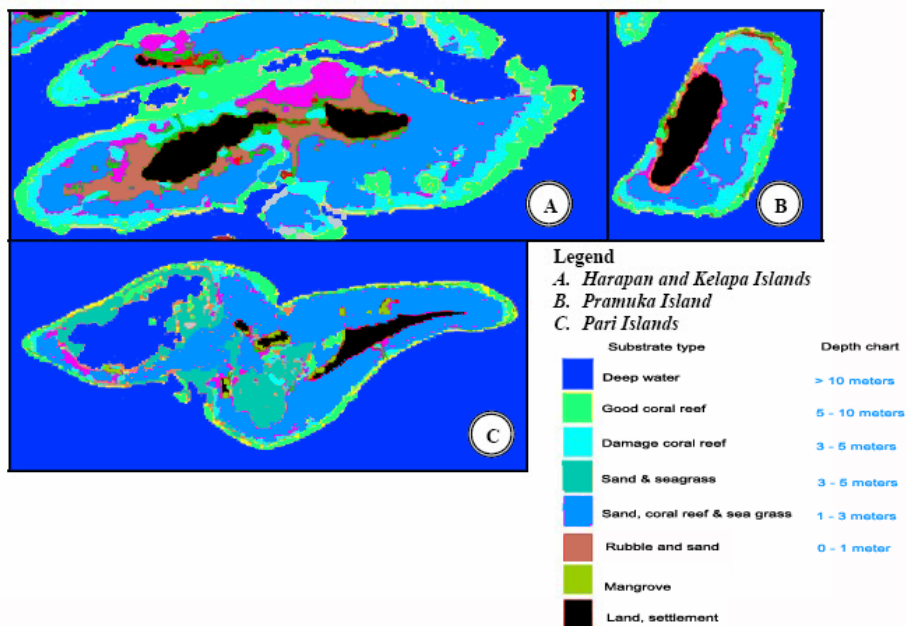 A
B
C
Legend
A. Harapan and Kelapa Islands
B. Pramuka Island
C. Pari Islands
Substrate type Depth chart
Deep water > 10 meters
Good coral reef 5 - 10 meters
Damage coral reef 3 - 5 meters
Sand & seagrass 3 - 5 meters
Sand, coral reef & sea grass 1 - 3 meters
Rubble and sand 0 - 1 meter
Mangrove
Land, settlement